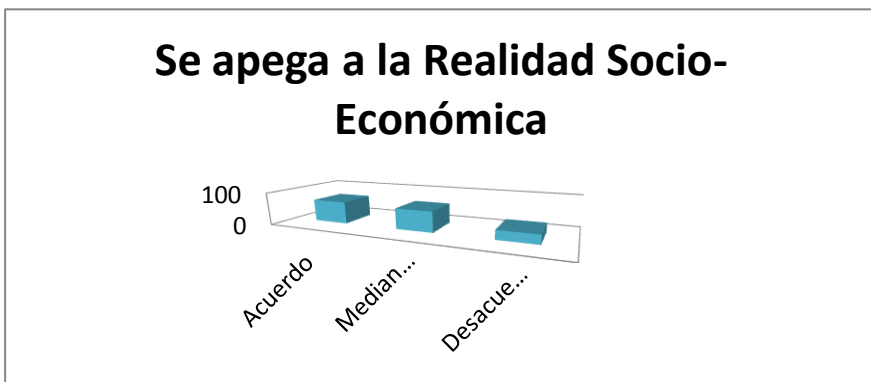 Se apega a la Realidad Socio-
Económica
100
0
Acuerdo
Median...
Desacue...